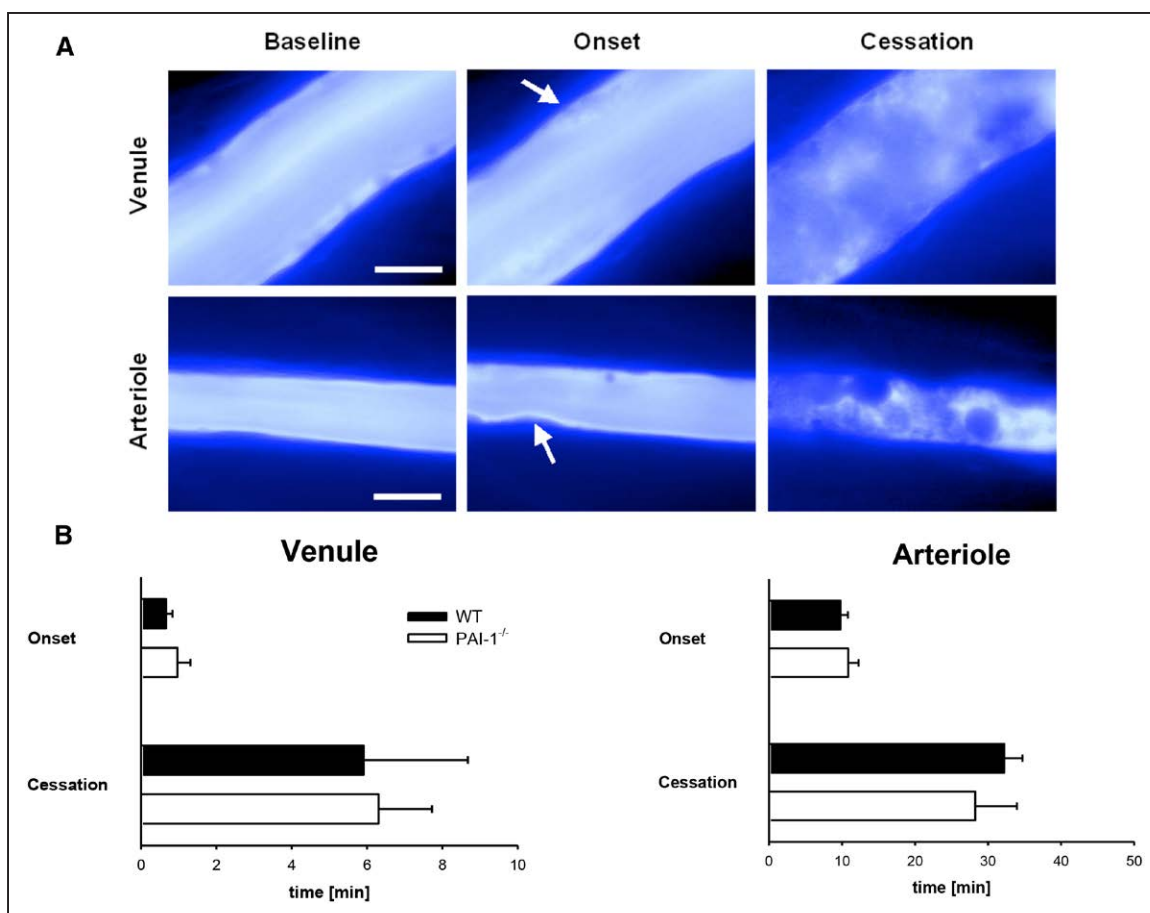 A
Baseline Onset Cessation
Venule
Arteriole
B
Venule
WT
PAI-1-/-
Onset
Cessation
0 2 4 6 8 10
time [min]
Arteriole
Onset
Cessation
0 10 20 30 40 50
time [min]